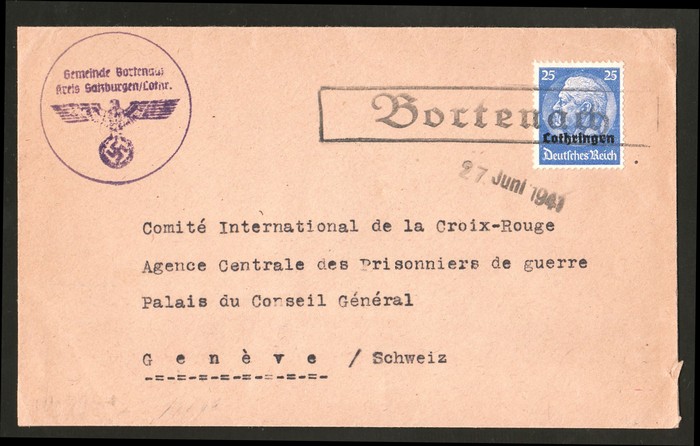 Gemeinde Bortenau
Kreis Salzburgen/Lothr.
Bortenau
25 25
Lothringen
Deutsches Reich
27. Juni 1941
Comité International de la Croix-Rouge
Agence Centrale des Prisonniers de guerre
Palais du Conseil Général
G e n è v e / Schweiz